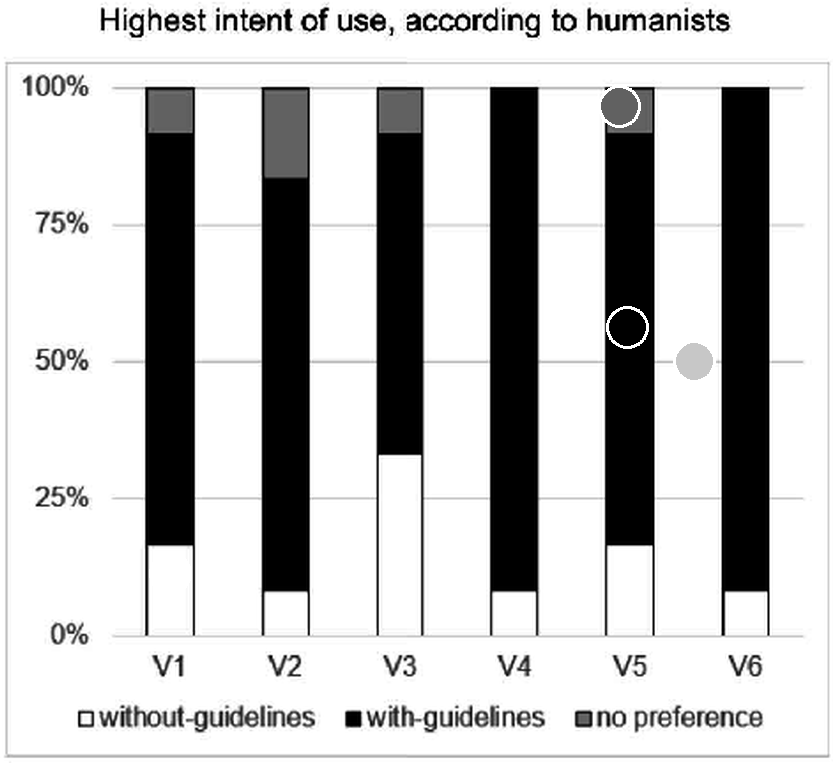 Highest intent of use, according to humanists
100%
75%
50%
25%
0%
V1 V2 V3 V4 V5 V6
without-guidelines with-guidelines no preference